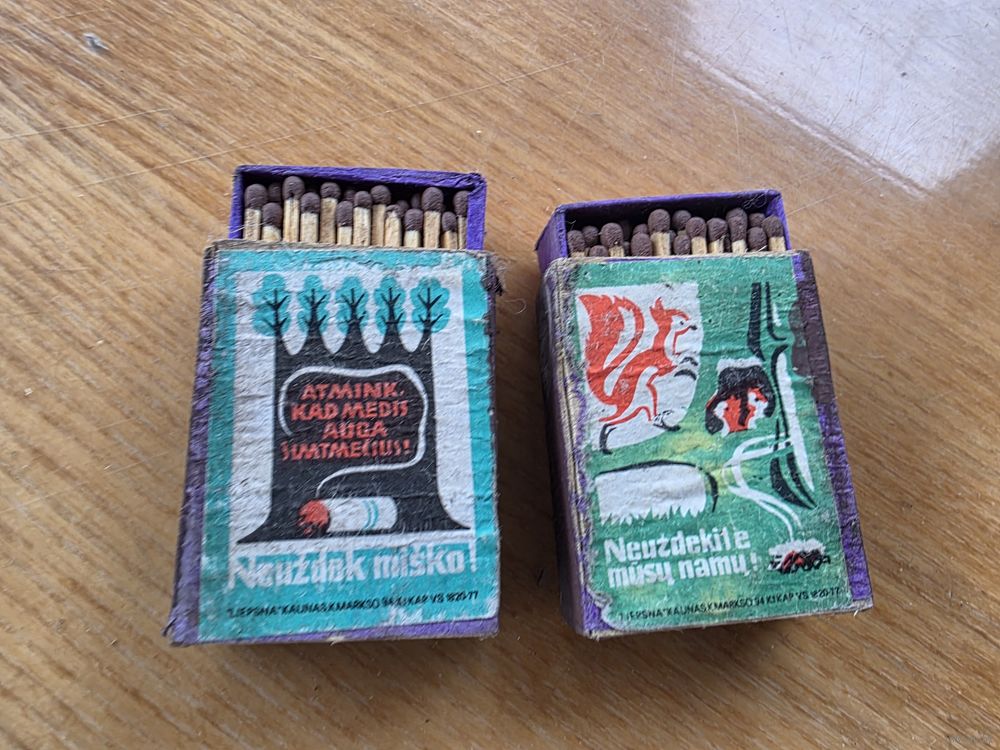 ATMINK,
KAD MEDIS
AUGA
ŠIMTMEČIUS!
Neuždek miško!
"LIEPSNA" KAUNAS, K.MARKSO 94 K.1 KAP. VS 1820-77
Neuždekite
mūsų namų!
"LIEPSNA" KAUNAS, K.MARKSO 94 K.1 KAP. VS 1820-77